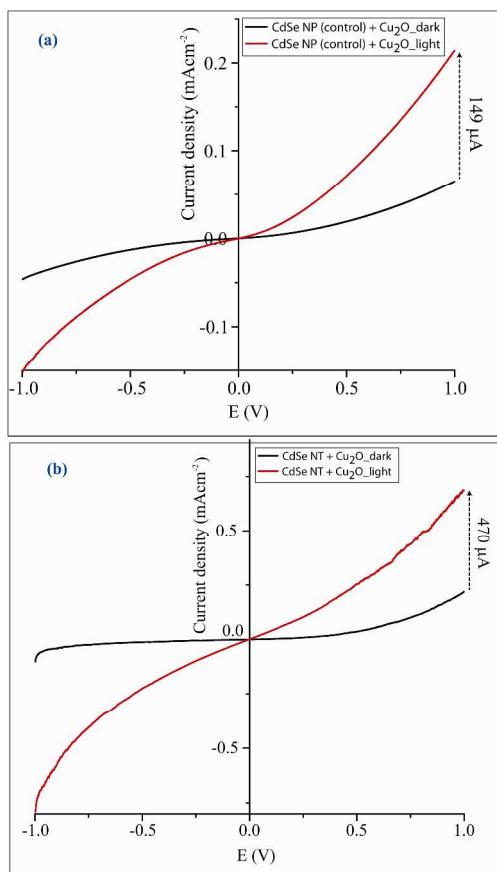 (a)
CdSe NP (control) + Cu2O_dark
CdSe NP (control) + Cu2O_light
Current density (mAcm-2)
0.2
0.1
0.0
-0.1
149 μA
-1.0 -0.5 0.0 0.5 1.0
E (V)
(b)
CdSe NT + Cu2O_dark
CdSe NT + Cu2O_light
Current density (mAcm-2)
0.5
0.0
-0.5
470 μA
-1.0 -0.5 0.0 0.5 1.0
E (V)